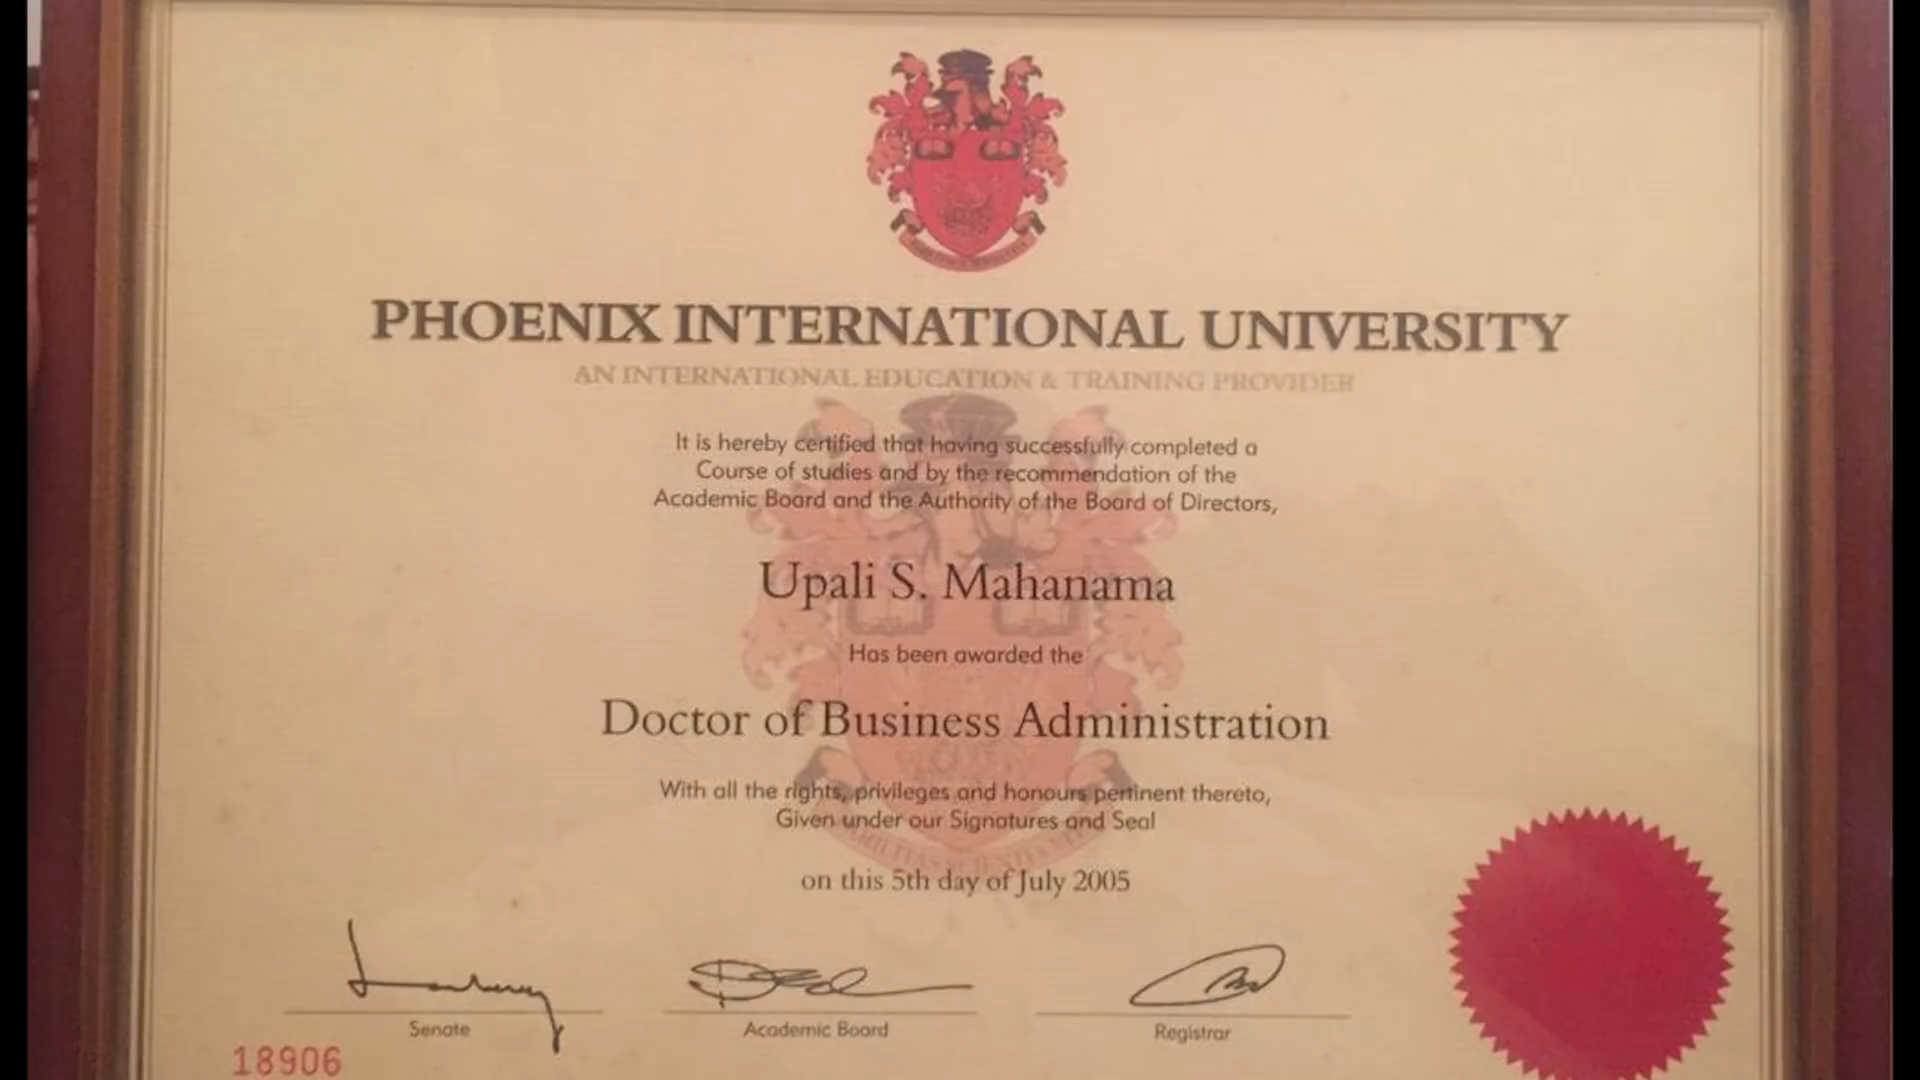 PHOENIX INTERNATIONAL UNIVERSITY
AN INTERNATIONAL EDUCATION & TRAINING PROVIDER
It is hereby certified that having successfully completed a
Course of studies and by the recommendation of the
Academic Board and the Authority of the Board of Directors,
Upali S. Mahanama
Has been awarded the
Doctor of Business Administration
With all the rights, privileges and honours pertinent thereto,
Given under our Signatures and Seal
on this 5th day of July 2005
Senate
Academic Board
Registrar
18906